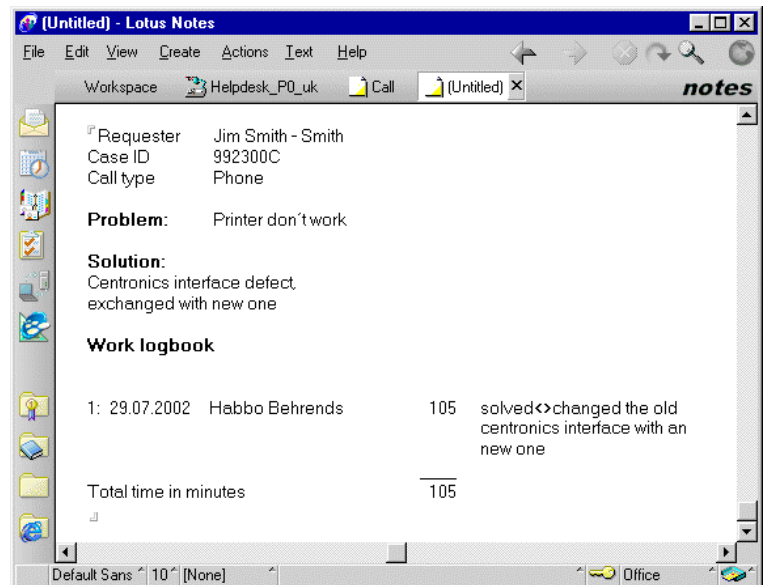 (Untitled) - Lotus Notes
File Edit View Create Actions Text Help
Workspace Helpdesk_P0_uk Call (Untitled) notes
Requester Jim Smith - Smith
Case ID 992300C
Call type Phone
Problem: Printer don´t work
Solution:
Centronics interface defect,
exchanged with new one
Work logbook
1: 29.07.2002 Habbo Behrends 105 solved<>changed the old
centronics interface with an
new one
Total time in minutes 105
Default Sans 10 [None] Office